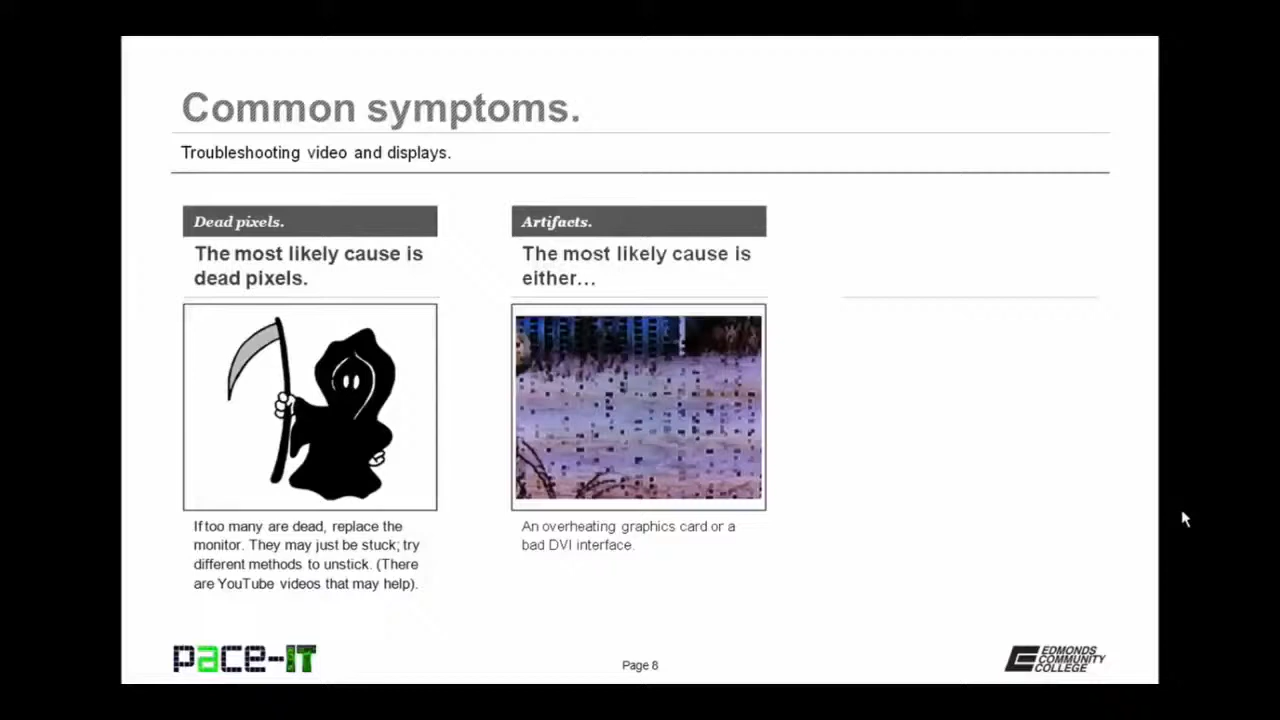 Common symptoms.
Troubleshooting video and displays.
Dead pixels.
The most likely cause is
dead pixels.
If too many are dead, replace the
monitor. They may just be stuck; try
different methods to unstick. (There
are YouTube videos that may help).
Artifacts.
The most likely cause is
either…
An overheating graphics card or a
bad DVI interface.
pace-IT
Page 8
EDMONDS
COMMUNITY
COLLEGE